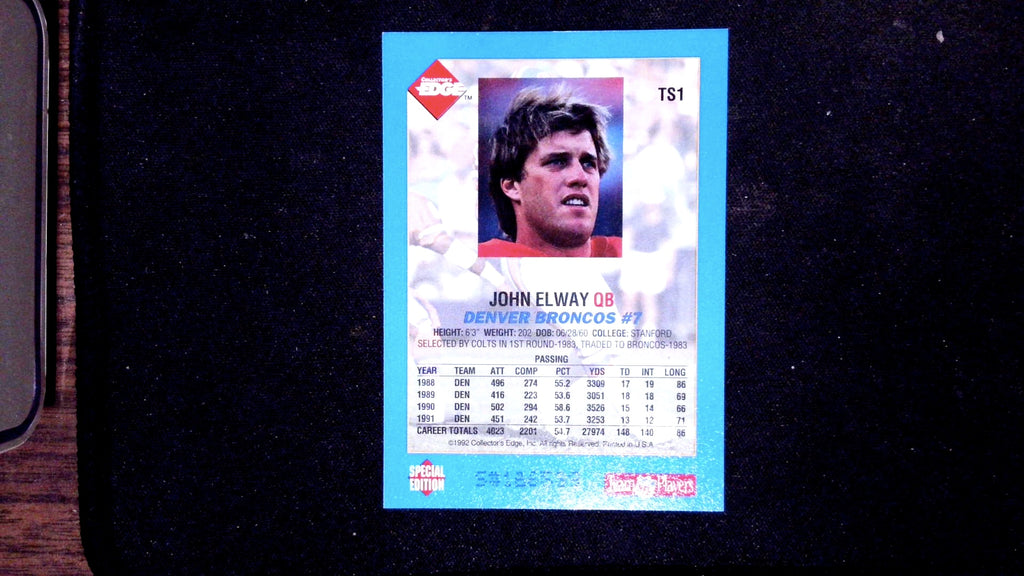 COLLECTOR'S
EDGE™
TS1
JOHN ELWAY QB
DENVER BRONCOS #7
HEIGHT: 6'3" WEIGHT: 202 DOB: 06/28/60 COLLEGE: STANFORD
SELECTED BY COLTS IN 1ST ROUND-1983, TRADED TO BRONCOS-1983
PASSING
YEAR TEAM ATT COMP PCT YDS TD INT LONG
1988 DEN 496 274 55.2 3309 17 19 86
1989 DEN 416 223 53.6 3051 18 18 69
1990 DEN 502 294 58.6 3526 15 14 66
1991 DEN 451 242 53.7 3253 13 12 71
CAREER TOTALS 4023 2201 54.7 27974 148 140 86
©1992 Collector's Edge, Inc. All rights Reserved. Printed in U.S.A.
SPECIAL
EDITION
Players